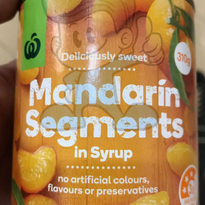 Deliciously sweet
310g
Mandarin
Segments
in Syrup
no artificial colours,
flavours or preservatives